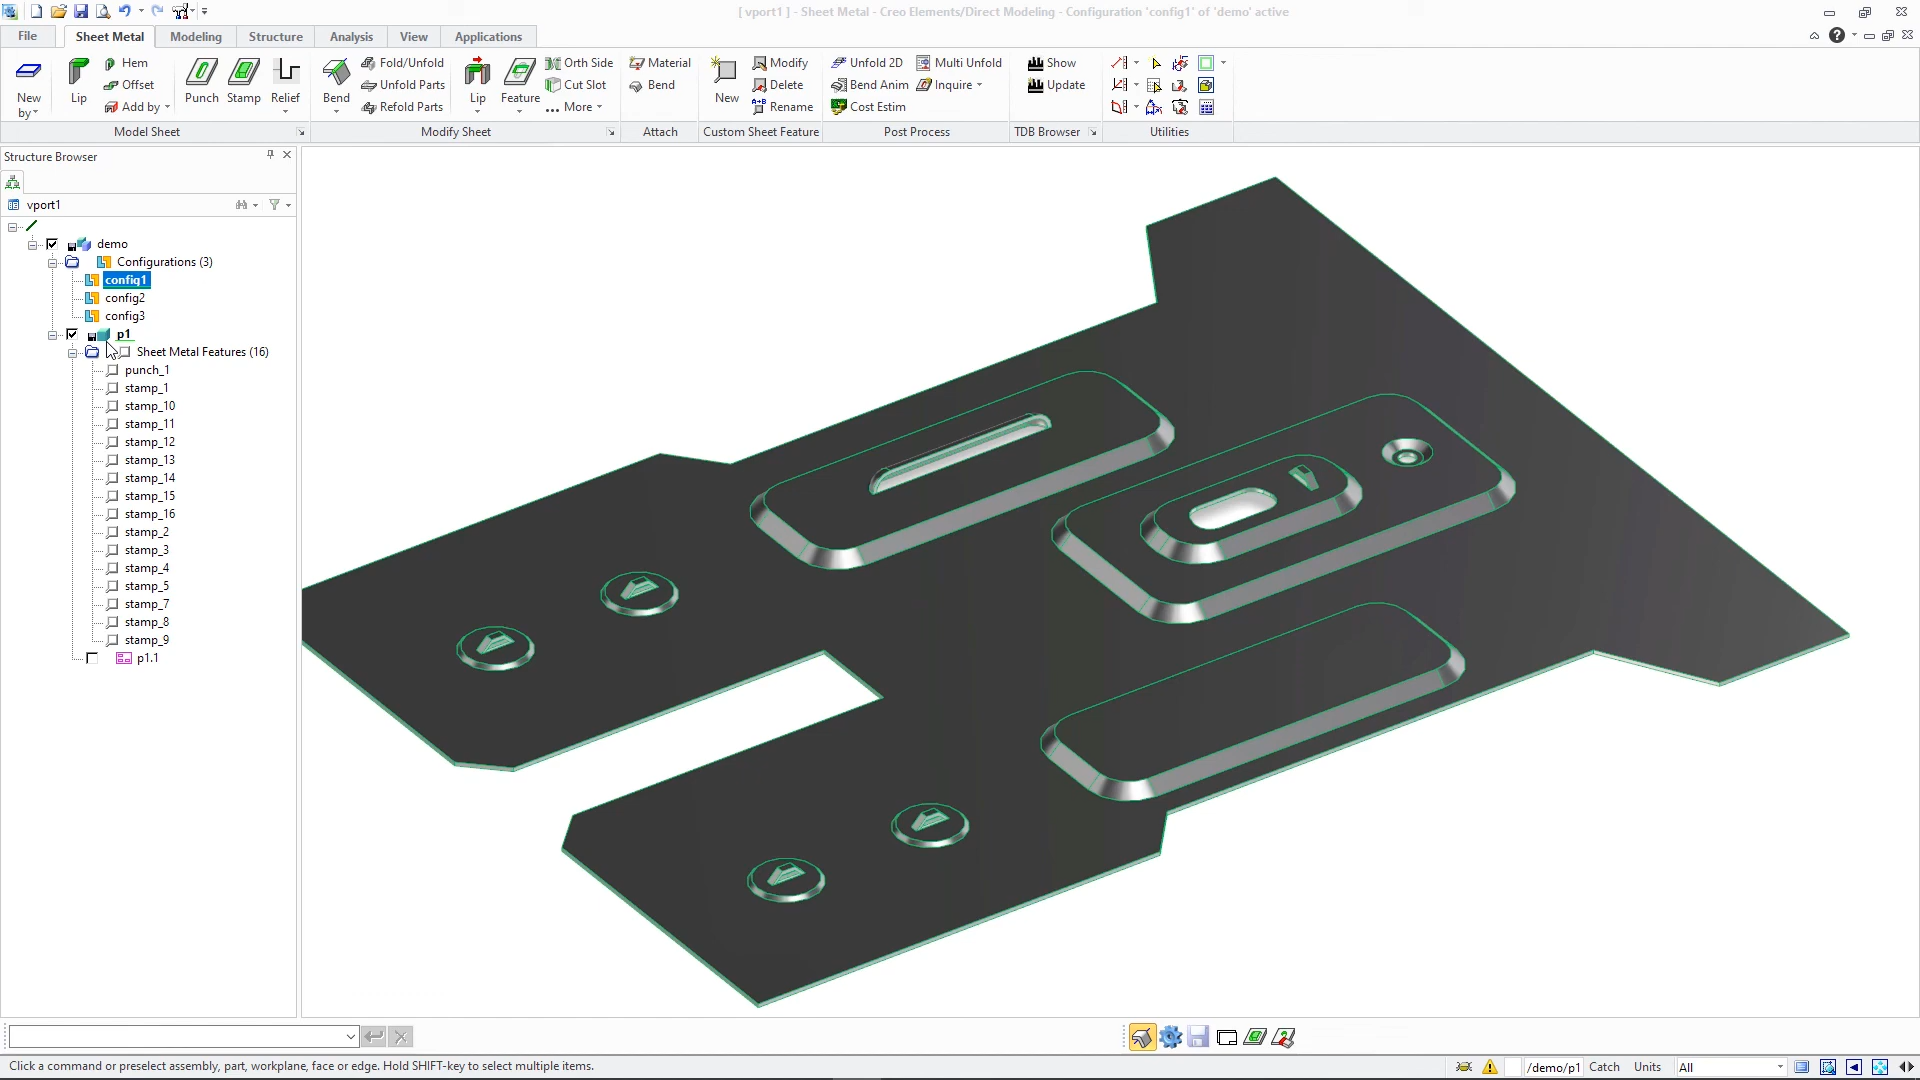 [ vport1 ] - Sheet Metal - Creo Elements/Direct Modeling - Configuration 'config1' of 'demo' active
File Sheet Metal Modeling Structure Analysis View Applications
New by
Lip
Hem
Offset
Add by
Punch
Stamp
Relief
Bend
Fold/Unfold
Unfold Parts
Refold Parts
Lip
Feature
Orth Side
Cut Slot
More
Material
Bend
New
Modify
Delete
Rename
Unfold 2D
Bend Anim
Cost Estim
Multi Unfold
Inquire
Show
Update
Model Sheet Modify Sheet Attach Custom Sheet Feature Post Process TDB Browser Utilities
Structure Browser
vport1
demo
Configurations (3)
config1
config2
config3
p1
Sheet Metal Features (16)
punch_1
stamp_1
stamp_10
stamp_11
stamp_12
stamp_13
stamp_14
stamp_15
stamp_16
stamp_2
stamp_3
stamp_4
stamp_5
stamp_7
stamp_8
stamp_9
p1.1
Click a command or preselect assembly, part, workplane, face or edge. Hold SHIFT-key to select multiple items.
/demo/p1 Catch Units All